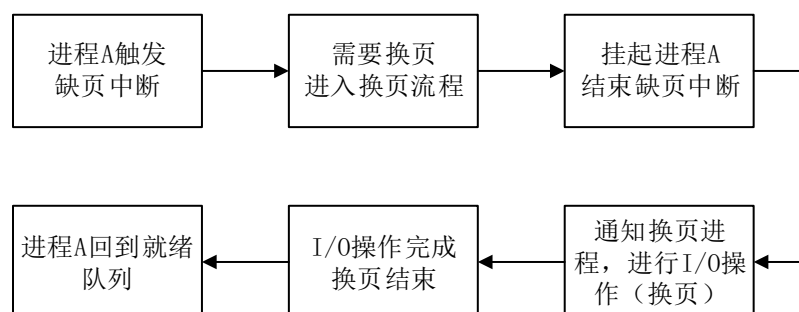 进程A触发
缺页中断
需要换页
进入换页流程
挂起进程A
结束缺页中断
通知换页进
程，进行I/O操
作（换页）
I/O操作完成
换页结束
进程A回到就绪
队列